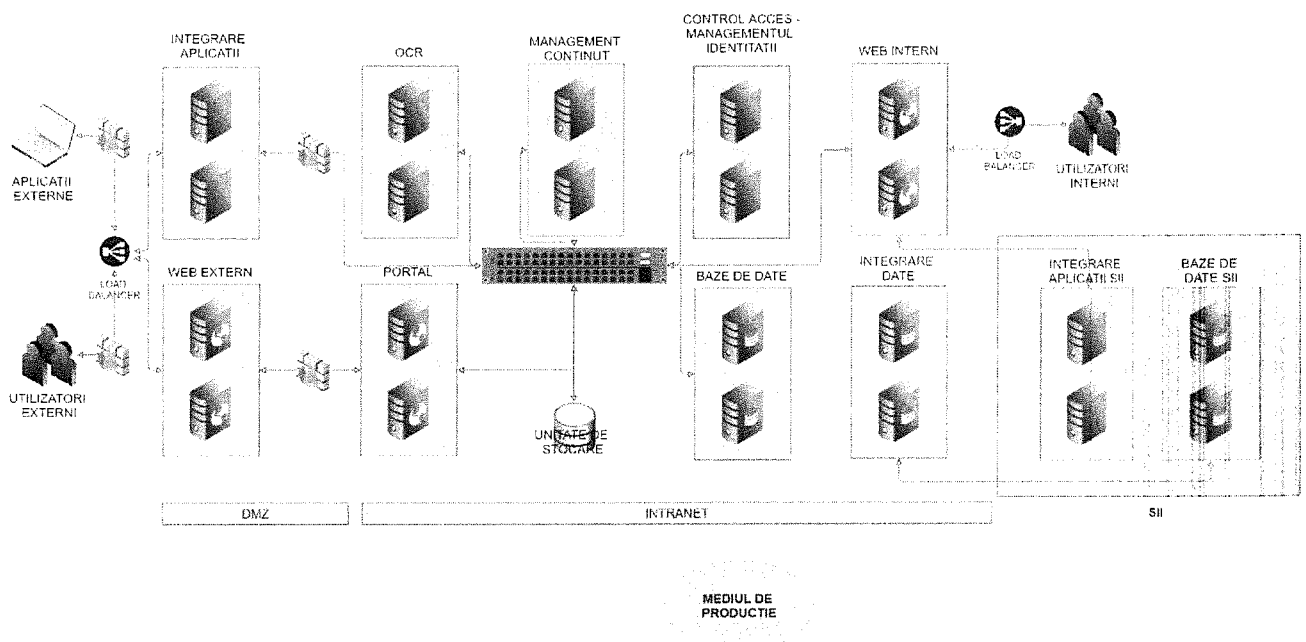 INTEGRARE
APLICATII
OCR
MANAGEMENT
CONTINUT
CONTROL ACCES -
MANAGEMENTUL
IDENTITATII
WEB INTERN
APLICATII
EXTERNE
LOAD
BALANCER
UTILIZATORI
INTERNI
LOAD
BALANCER
WEB EXTERN
PORTAL
BAZE DE DATE
INTEGRARE
DATE
INTEGRARE
APLICATII SII
BAZE DE
DATE SII
UTILIZATORI
EXTERNI
UNITATE DE
STOCARE
DMZ
INTRANET
SII
MEDIUL DE
PRODUCTIE